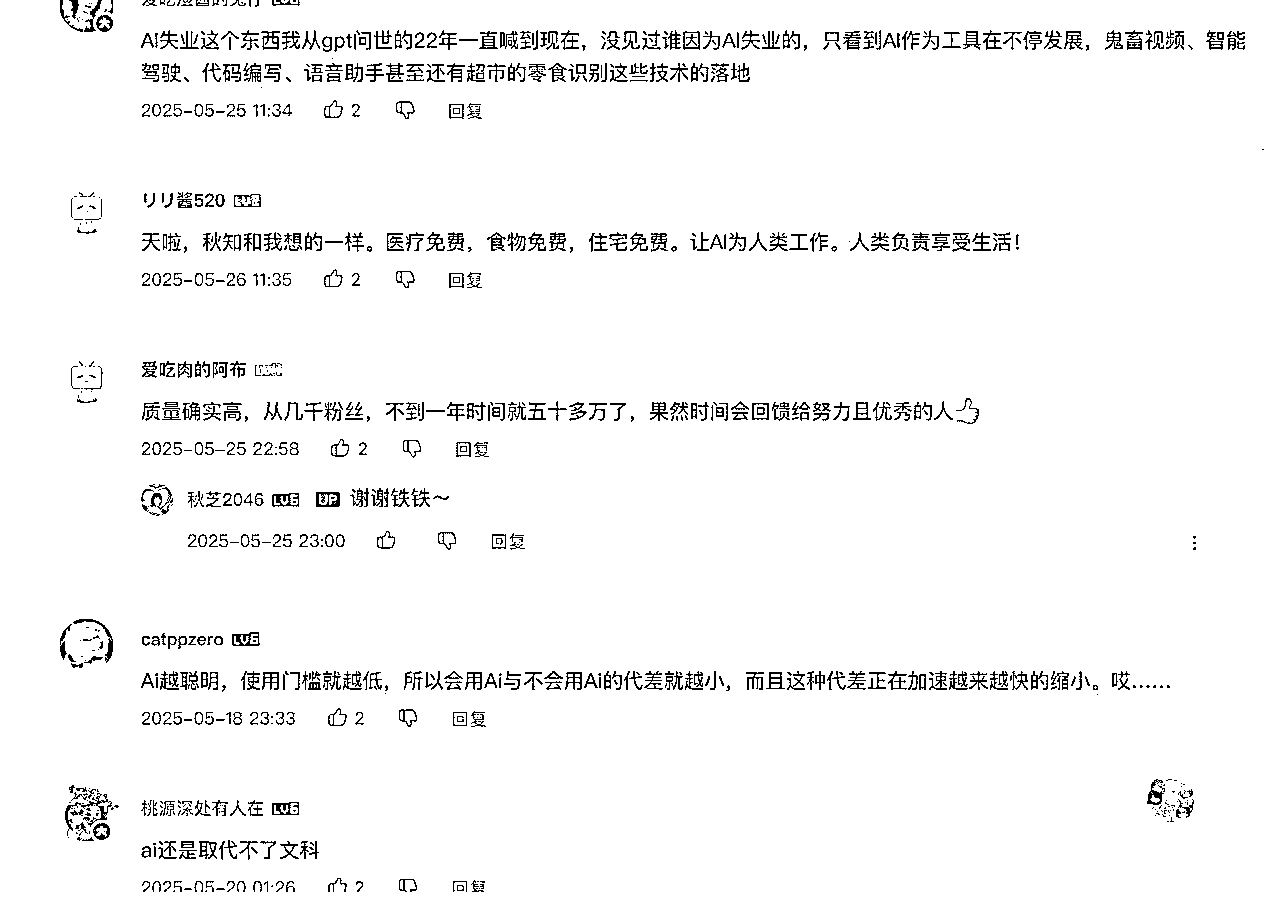 AI失业这个东西我从gpt问世的22年一直喊到现在，没见过谁因为AI失业的，只看到AI作为工具在不停发展，鬼畜视频、智能
驾驶、代码编写、语音助手甚至还有超市的零食识别这些技术的落地
2025-05-25 11:34 2 回复
リリ酱520
天啦，秋知和我想的一样。医疗免费，食物免费，住宅免费。让AI为人类工作。人类负责享受生活！
2025-05-26 11:35 2 回复
爱吃肉的阿布
质量确实高，从几千粉丝，不到一年时间就五十多万了，果然时间会回馈给努力且优秀的人
2025-05-25 22:58 2 回复
秋芝2046 LV6 UP 谢谢铁铁～
2025-05-25 23:00 回复
catppzero LV6
Ai越聪明，使用门槛就越低，所以会用Ai与不会用Ai的代差就越小，而且这种代差正在加速越来越快的缩小。哎……
2025-05-18 23:33 2 回复
桃源深处有人在 LV6
ai还是取代不了文科
2025-05-20 01:26 2 回复